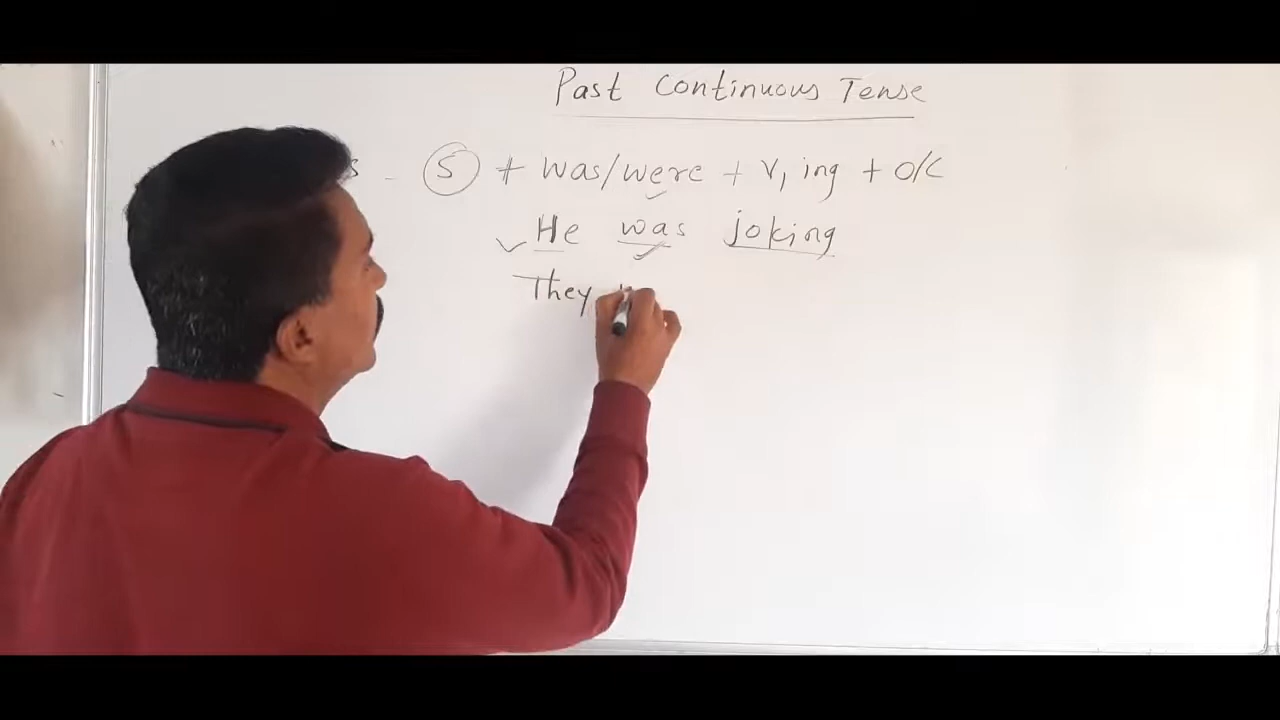 Past Continuous Tense
s - S + was/were + V, ing + O/C
He was joking
They